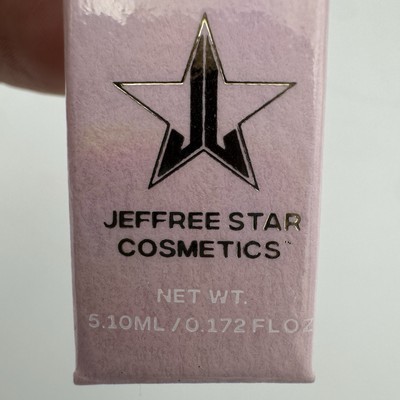 JEFFREE STAR
COSMETICS™
NET WT.
5.10ML / 0.172 FL OZ